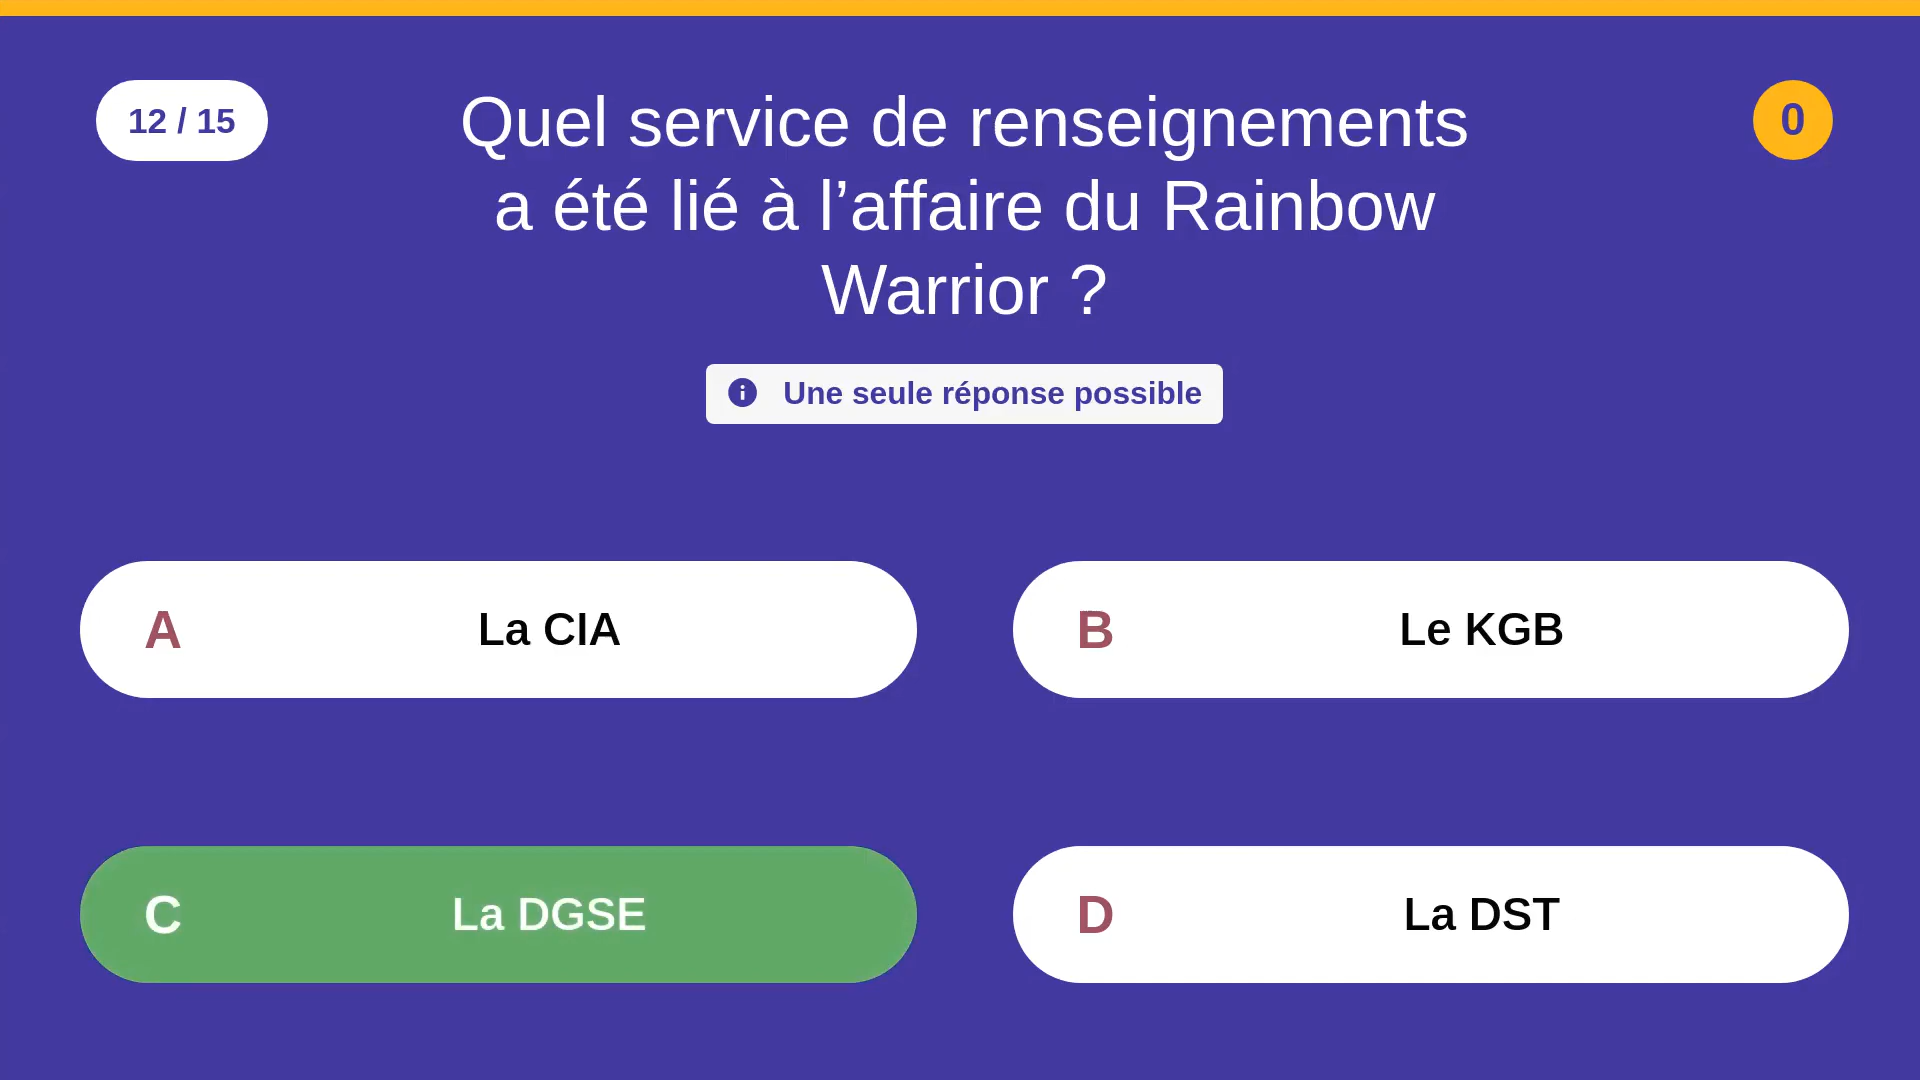 12 / 15
Quel service de renseignements
a été lié à l’affaire du Rainbow
Warrior ?
0
Une seule réponse possible
A
La CIA
B
Le KGB
C
La DGSE
D
La DST